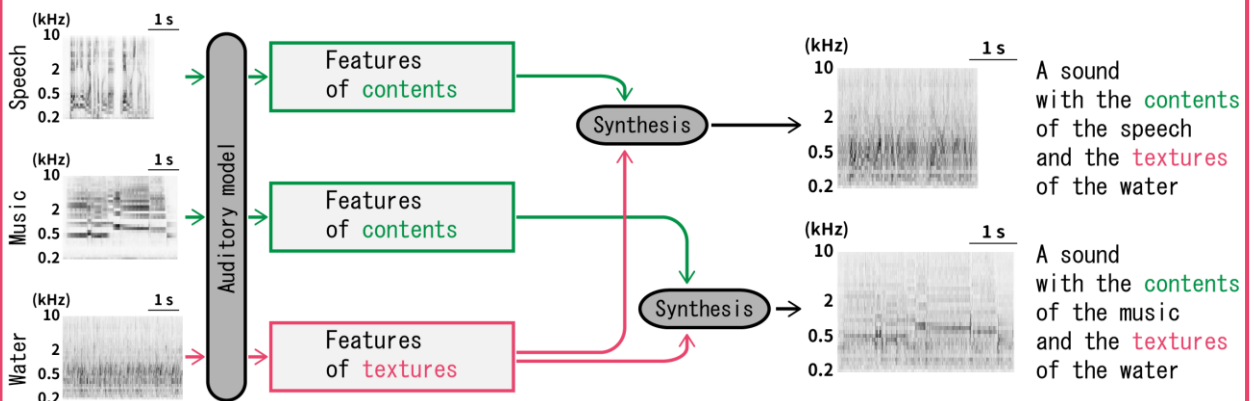 (kHz)
1 s
10
2
0.5
0.2
Speech
(kHz)
1 s
10
2
0.5
0.2
Music
(kHz)
1 s
10
2
0.5
0.2
Water
Auditory model
Features
of contents
Features
of contents
Features
of textures
Synthesis
Synthesis
(kHz)
1 s
10
2
0.5
0.2
A sound
with the contents
of the speech
and the textures
of the water
(kHz)
1 s
10
2
0.5
0.2
A sound
with the contents
of the music
and the textures
of the water